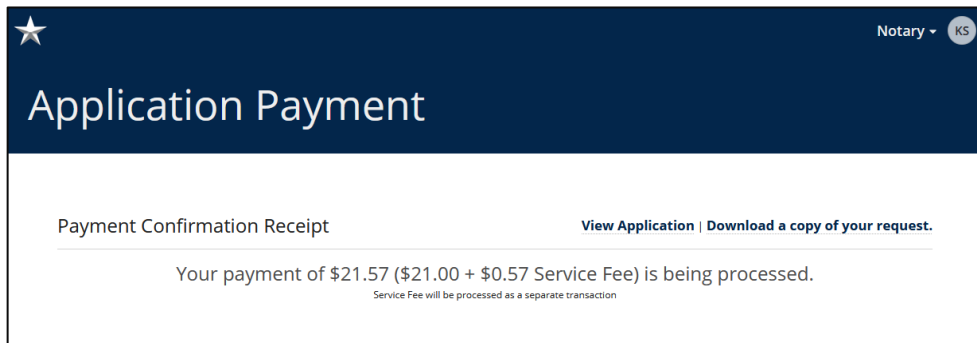 Notary
KS
Application Payment
Payment Confirmation Receipt
View Application | Download a copy of your request.
Your payment of $21.57 ($21.00 + $0.57 Service Fee) is being processed.
Service Fee will be processed as a separate transaction